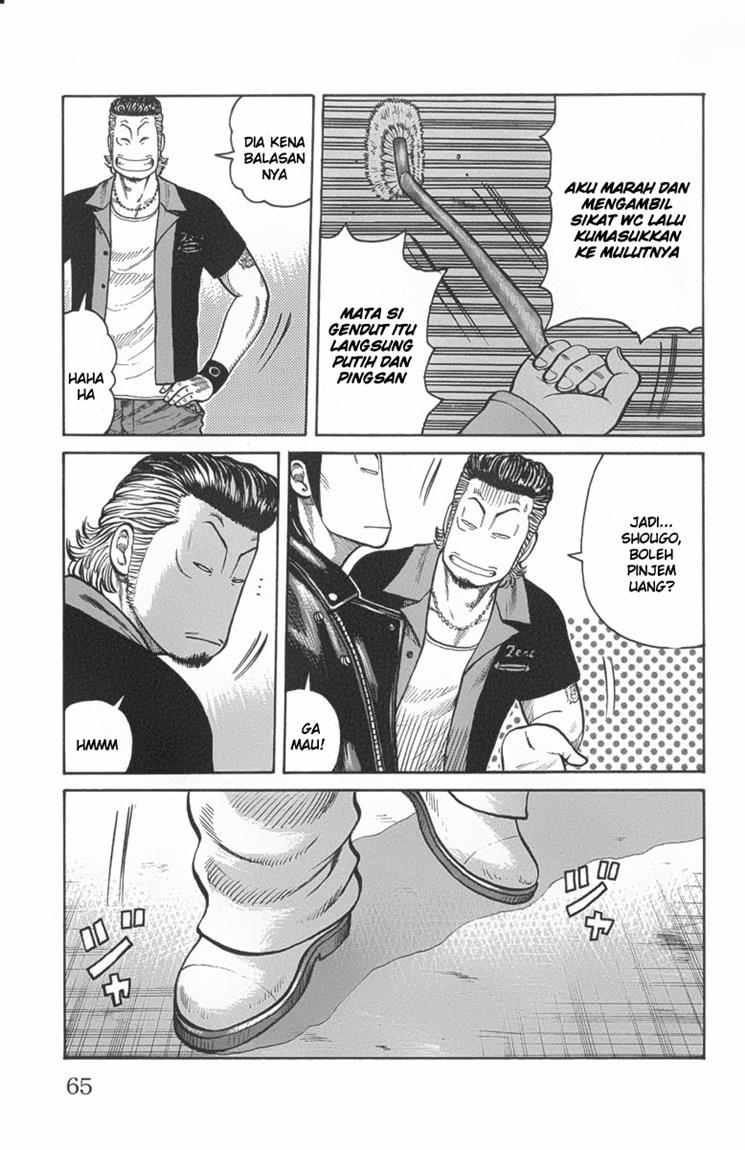 AKU MARAH DAN
MENGAMBIL
SIKAT WC LALU
KUMASUKKAN
KE MULUTNYA
MATA SI
GENDUT ITU
LANGSUNG
PUTIH DAN
PINGSAN
DIA KENA
BALASAN
NYA
HAHA
HA
JADI...
SHOUGO,
BOLEH
PINJEM
UANG?
GA
MAU!
...
HMMM
ジャ
ジャ
65